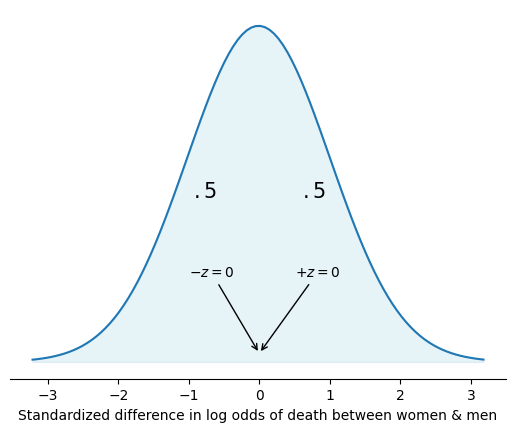 .5 .5
−z = 0 +z = 0
−3 −2 −1 0 1 2 3
Standardized difference in log odds of death between women & men